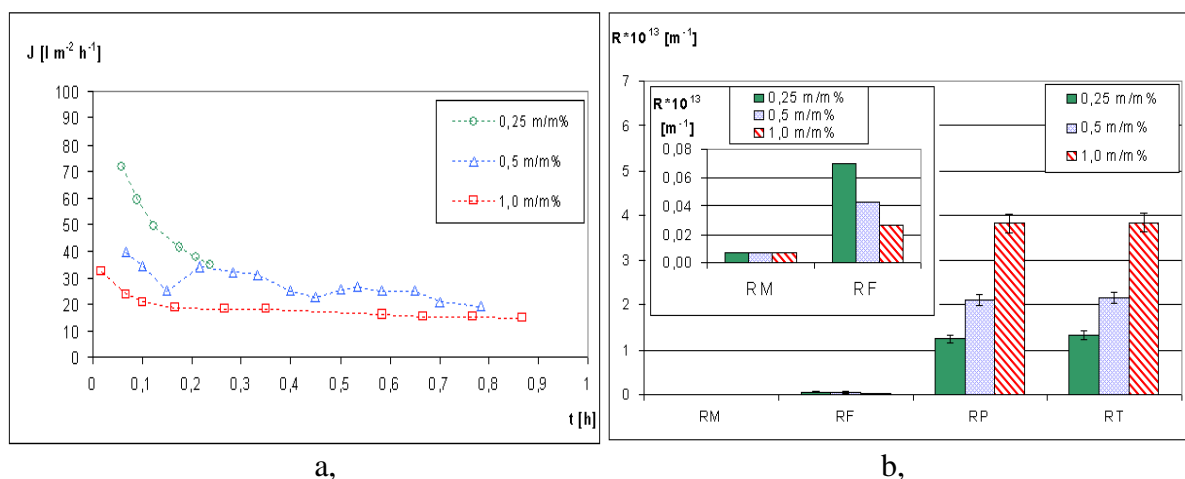 J [l m⁻² h⁻¹]
100
90
80
70
60
50
40
30
20
10
0
0 0,1 0,2 0,3 0,4 0,5 0,6 0,7 0,8 0,9 1
t [h]
0,25 m/m%
0,5 m/m%
1,0 m/m%
a,
R*10¹³ [m⁻¹]
7
6
5
4
3
2
1
0
RM RF RP RT
0,25 m/m%
0,5 m/m%
1,0 m/m%
R*10¹³
[m⁻¹]
0,25 m/m%
0,5 m/m%
1,0 m/m%
0,08
0,06
0,04
0,02
0,00
RM RF
b,